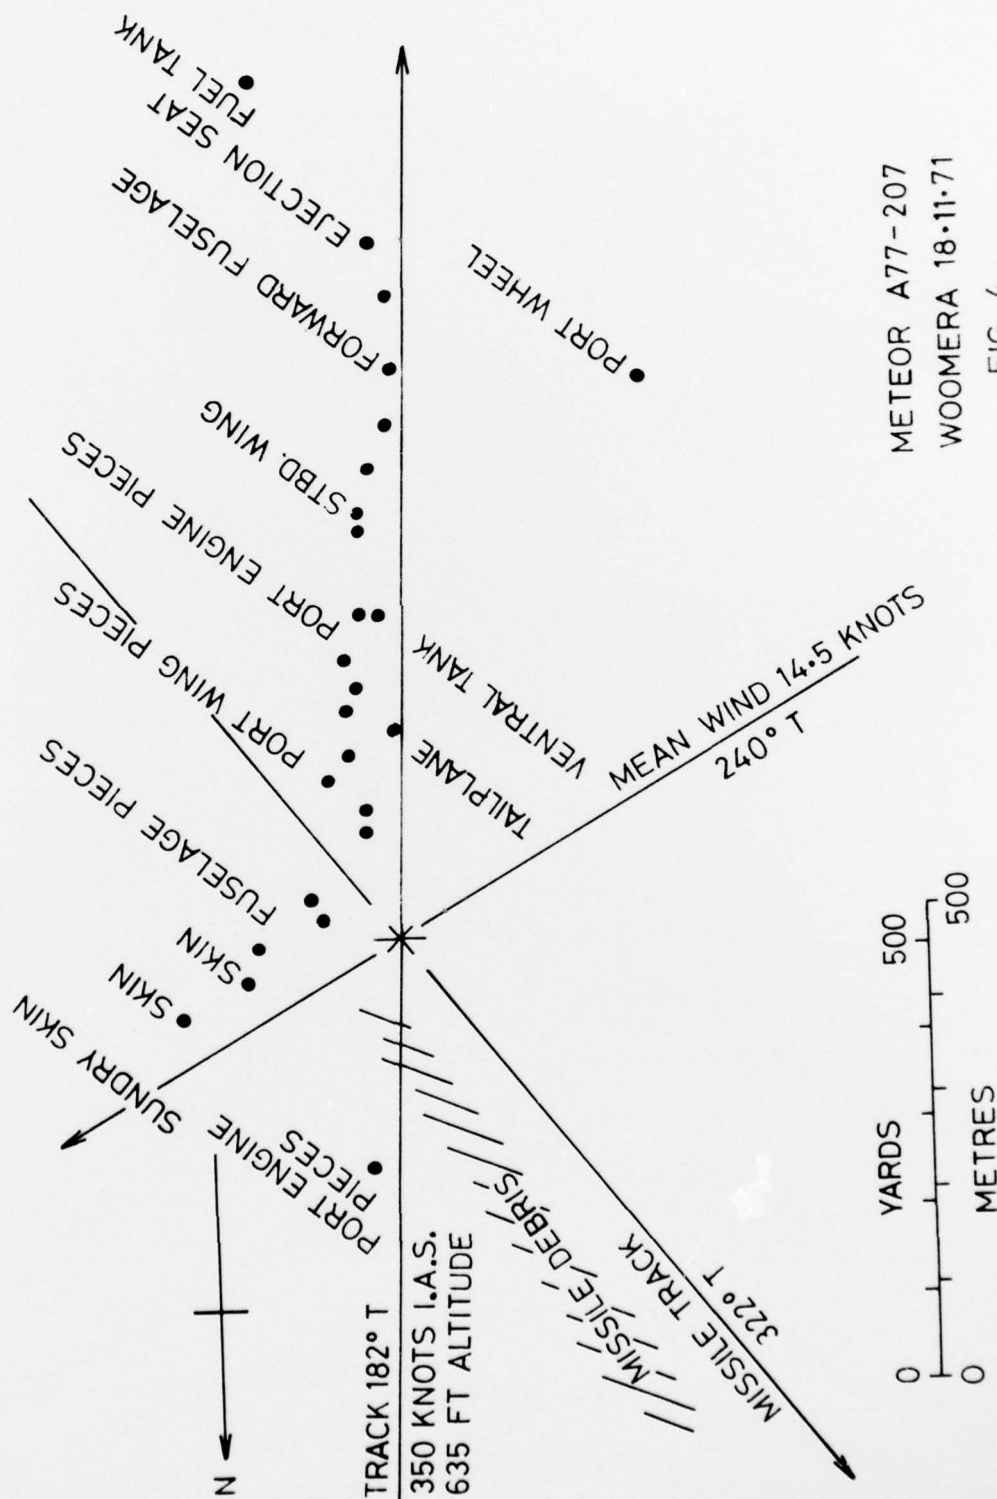 FUEL TANK
EJECTION SEAT
FORWARD FUSELAGE
STBD. WING
PORT ENGINE PIECES
PORT WING PIECES
FUSELAGE PIECES
SKIN
SKIN
SUNDRY SKIN
PORT ENGINE
PIECES
PORT WHEEL
VENTRAL TANK
TAILPLANE
MEAN WIND 14.5 KNOTS
240° T
N
TRACK 182° T
350 KNOTS I.A.S.
635 FT ALTITUDE
MISSILE DEBRIS
MISSILE TRACK
322° T
YARDS
0 500
0 500
METRES
METEOR A77-207
WOOMERA 18·11·71
FIG